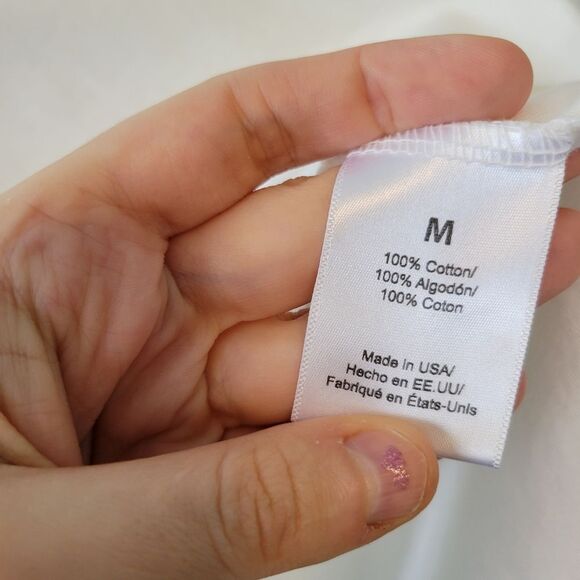 M
100% Cotton/
100% Algodón/
100% Coton
Made in USA/
Hecho en EE.UU/
Fabriqué en États-Unis